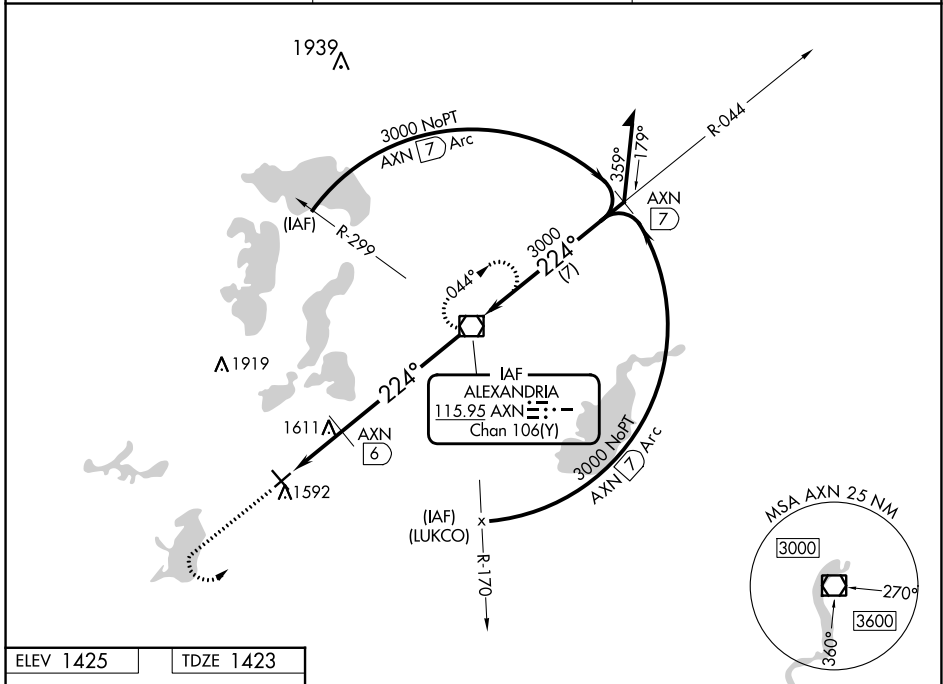 1939
3000 NoPT
AXN 7 Arc
R-044
359°
179°
AXN
7
(IAF)
R-299
3000
224°
(7)
044°
1919
224°
IAF
ALEXANDRIA
115.95 AXN
Chan 106(Y)
1611
AXN
6
1592
3000 NoPT
AXN 7 Arc
(IAF)
(LUKCO)
R-170
MSA AXN 25 NM
3000
270°
3600
360°
ELEV 1425
TDZE 1423